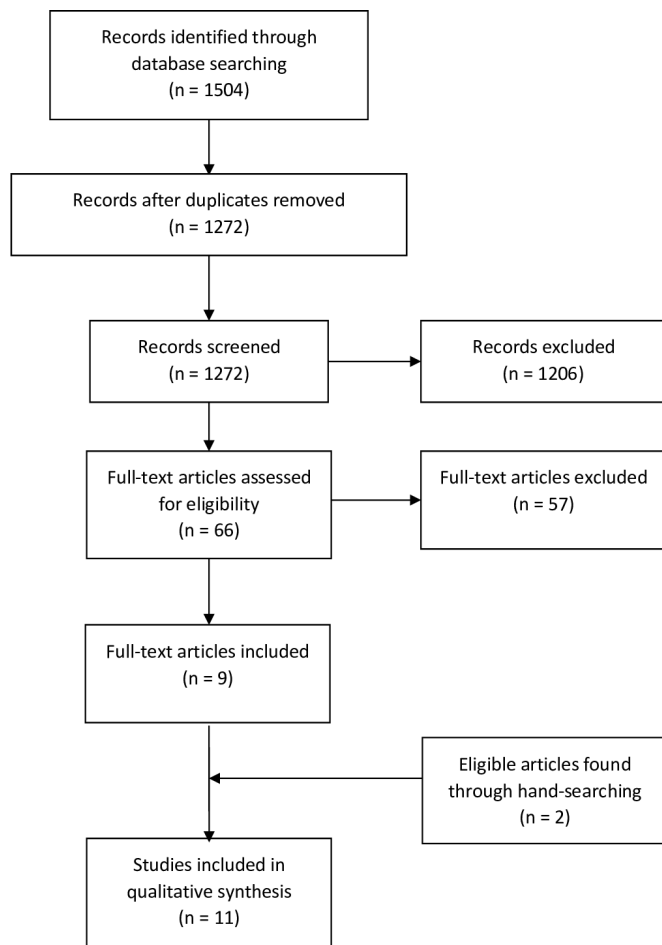 Records identified through
database searching
(n = 1504)
Records after duplicates removed
(n = 1272)
Records screened
(n = 1272)
Records excluded
(n = 1206)
Full-text articles assessed
for eligibility
(n = 66)
Full-text articles excluded
(n = 57)
Full-text articles included
(n = 9)
Eligible articles found
through hand-searching
(n = 2)
Studies included in
qualitative synthesis
(n = 11)